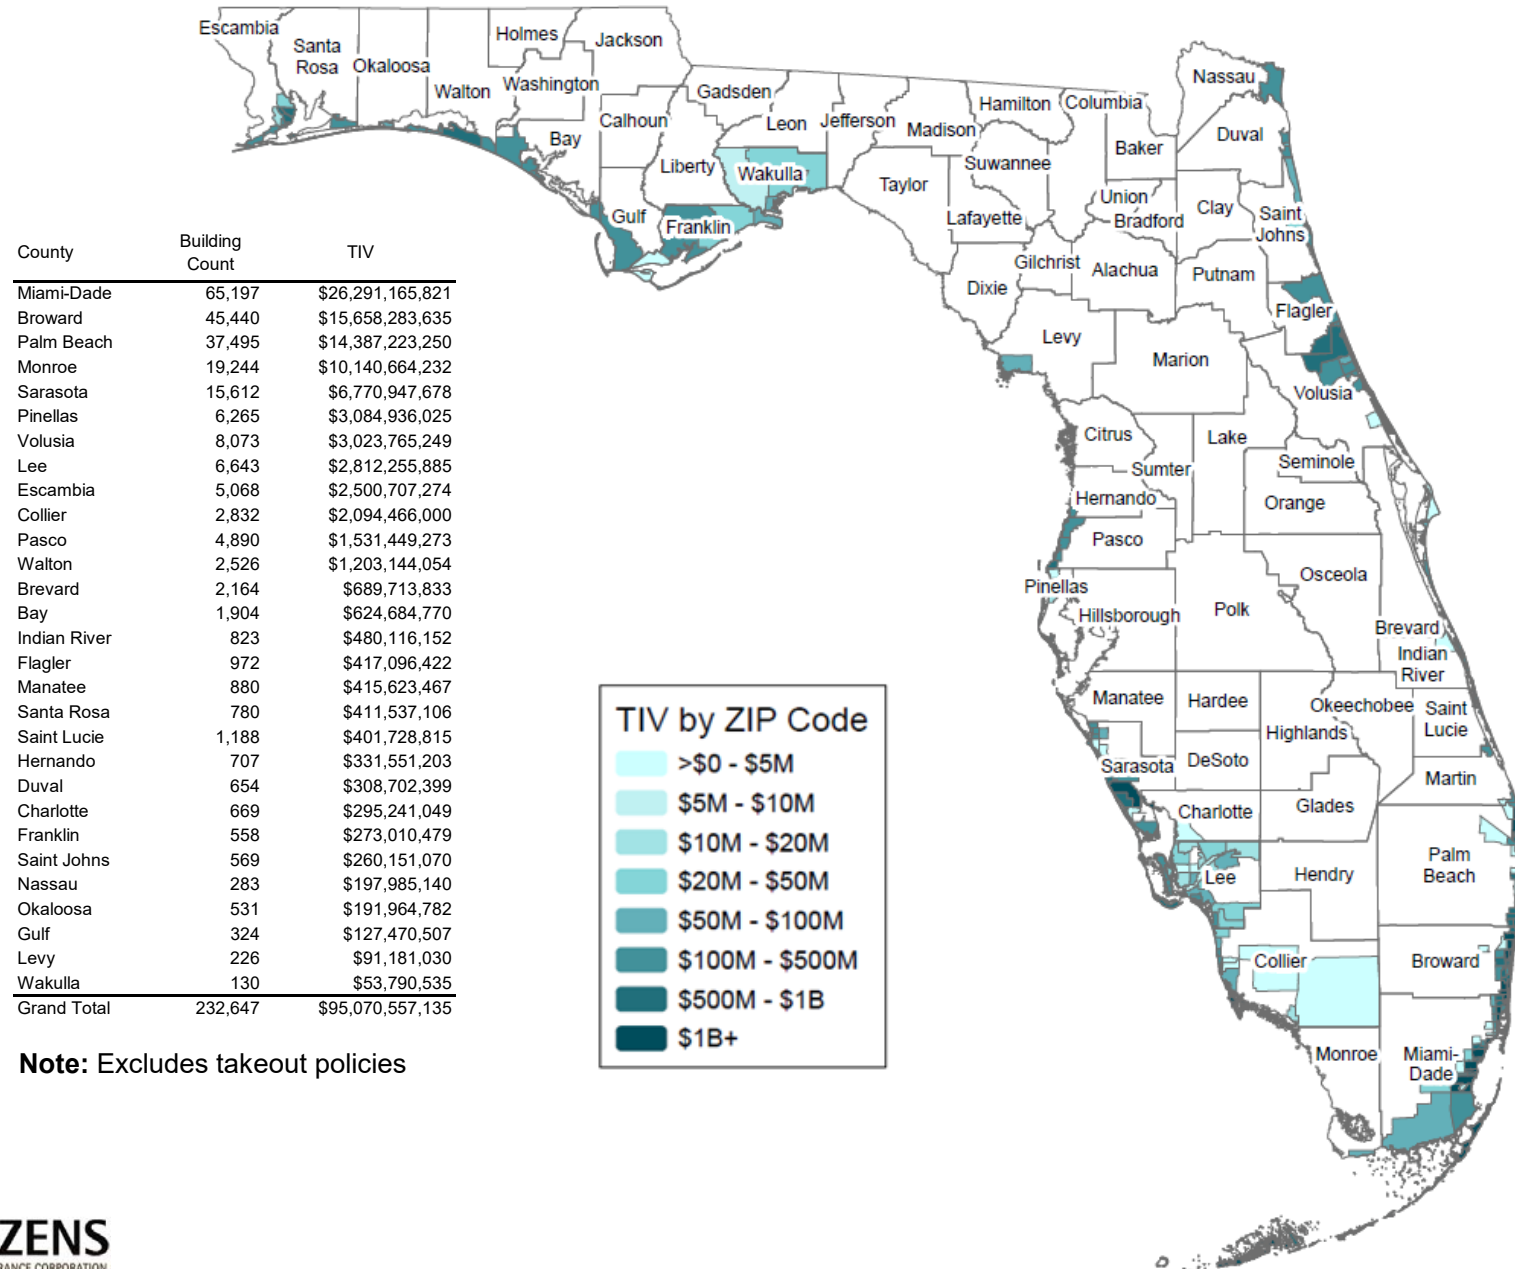 County Building Count TIV
Miami-Dade 65,197 $26,291,165,821
Broward 45,440 $15,658,283,635
Palm Beach 37,495 $14,387,223,250
Monroe 19,244 $10,140,664,232
Sarasota 15,612 $6,770,947,678
Pinellas 6,265 $3,084,936,025
Volusia 8,073 $3,023,765,249
Lee 6,643 $2,812,255,885
Escambia 5,068 $2,500,707,274
Collier 2,832 $2,094,466,000
Pasco 4,890 $1,531,449,273
Walton 2,526 $1,203,144,054
Brevard 2,164 $689,713,833
Bay 1,904 $624,684,770
Indian River 823 $480,116,152
Flagler 972 $417,096,422
Manatee 880 $415,623,467
Santa Rosa 780 $411,537,106
Saint Lucie 1,188 $401,728,815
Hernando 707 $331,551,203
Duval 654 $308,702,399
Charlotte 669 $295,241,049
Franklin 558 $273,010,479
Saint Johns 569 $260,151,070
Nassau 283 $197,985,140
Okaloosa 531 $191,964,782
Gulf 324 $127,470,507
Levy 226 $91,181,030
Wakulla 130 $53,790,535
Grand Total 232,647 $95,070,557,135
Note: Excludes takeout policies
TIV by ZIP Code
>$0 - $5M
$5M - $10M
$10M - $20M
$20M - $50M
$50M - $100M
$100M - $500M
$500M - $1B
$1B+
Escambia
Santa
Rosa
Okaloosa
Walton
Holmes
Washington
Jackson
Bay
Calhoun
Gulf
Liberty
Gadsden
Leon
Wakulla
Franklin
Jefferson
Madison
Taylor
Hamilton
Suwannee
Lafayette
Columbia
Baker
Union
Bradford
Nassau
Duval
Clay
Saint
Johns
Dixie
Gilchrist
Alachua
Putnam
Flagler
Levy
Marion
Volusia
Citrus
Sumter
Lake
Seminole
Hernando
Orange
Pasco
Osceola
Pinellas
Hillsborough
Polk
Brevard
Indian
River
Manatee
Hardee
Okeechobee
Saint
Lucie
Highlands
Sarasota
DeSoto
Martin
Charlotte
Glades
Lee
Hendry
Palm
Beach
Collier
Broward
Monroe
Miami-
Dade
ZENS
RANCE CORPORATION